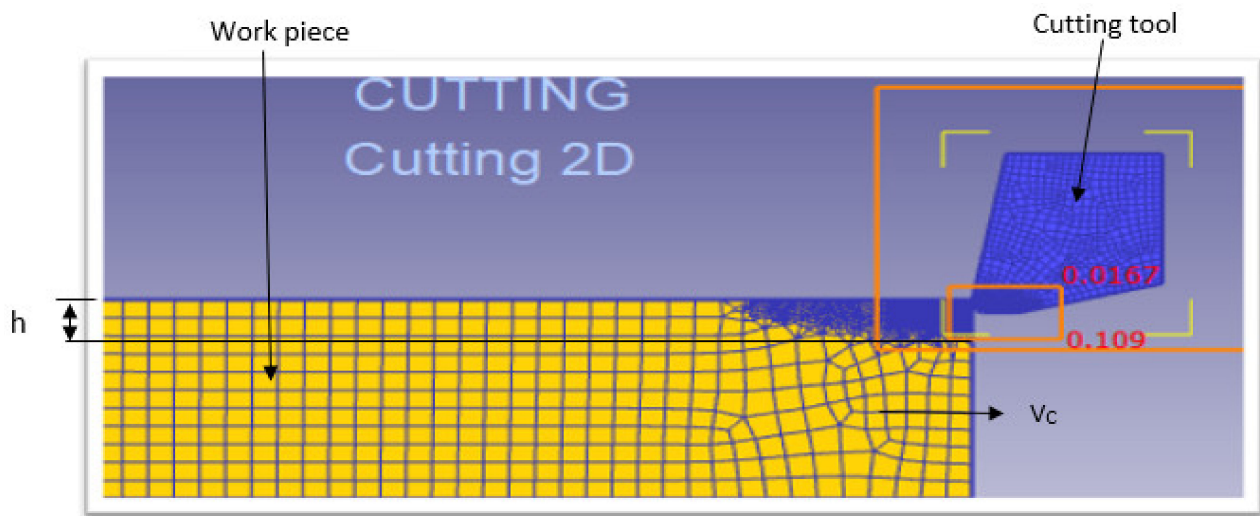 Work piece
Cutting tool
CUTTING
Cutting 2D
0.0167
h
0.109
Vc